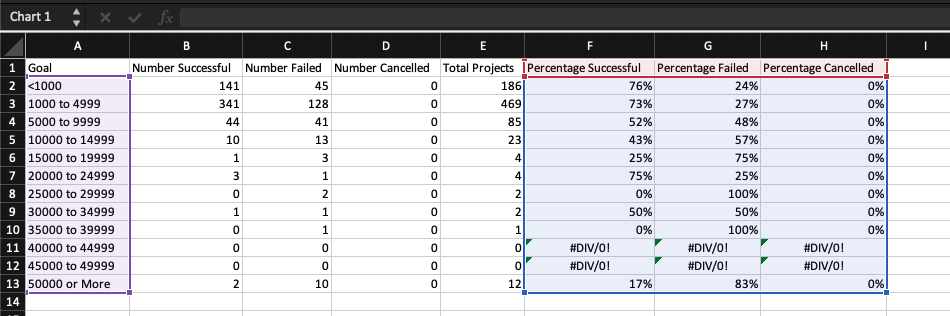 Chart 1 fx
A B C D E F G H I
1 Goal Number Successful Number Failed Number Cancelled Total Projects Percentage Successful Percentage Failed Percentage Cancelled
2 <1000 141 45 0 186 76% 24% 0%
3 1000 to 4999 341 128 0 469 73% 27% 0%
4 5000 to 9999 44 41 0 85 52% 48% 0%
5 10000 to 14999 10 13 0 23 43% 57% 0%
6 15000 to 19999 1 3 0 4 25% 75% 0%
7 20000 to 24999 3 1 0 4 75% 25% 0%
8 25000 to 29999 0 2 0 2 0% 100% 0%
9 30000 to 34999 1 1 0 2 50% 50% 0%
10 35000 to 39999 0 1 0 1 0% 100% 0%
11 40000 to 44999 0 0 0 0 #DIV/0! #DIV/0! #DIV/0!
12 45000 to 49999 0 0 0 0 #DIV/0! #DIV/0! #DIV/0!
13 50000 or More 2 10 0 12 17% 83% 0%
14